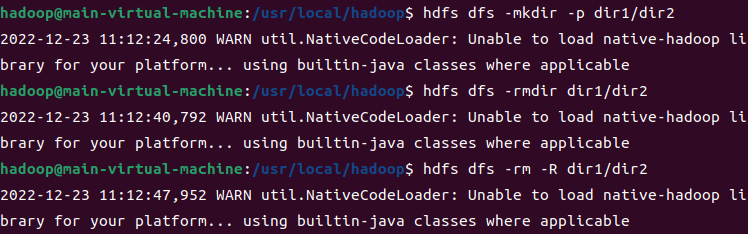 hadoop@main-virtual-machine:/usr/local/hadoop$ hdfs dfs -mkdir -p dir1/dir2
2022-12-23 11:12:24,800 WARN util.NativeCodeLoader: Unable to load native-hadoop li
brary for your platform... using builtin-java classes where applicable
hadoop@main-virtual-machine:/usr/local/hadoop$ hdfs dfs -rmdir dir1/dir2
2022-12-23 11:12:40,792 WARN util.NativeCodeLoader: Unable to load native-hadoop li
brary for your platform... using builtin-java classes where applicable
hadoop@main-virtual-machine:/usr/local/hadoop$ hdfs dfs -rm -R dir1/dir2
2022-12-23 11:12:47,952 WARN util.NativeCodeLoader: Unable to load native-hadoop li
brary for your platform... using builtin-java classes where applicable